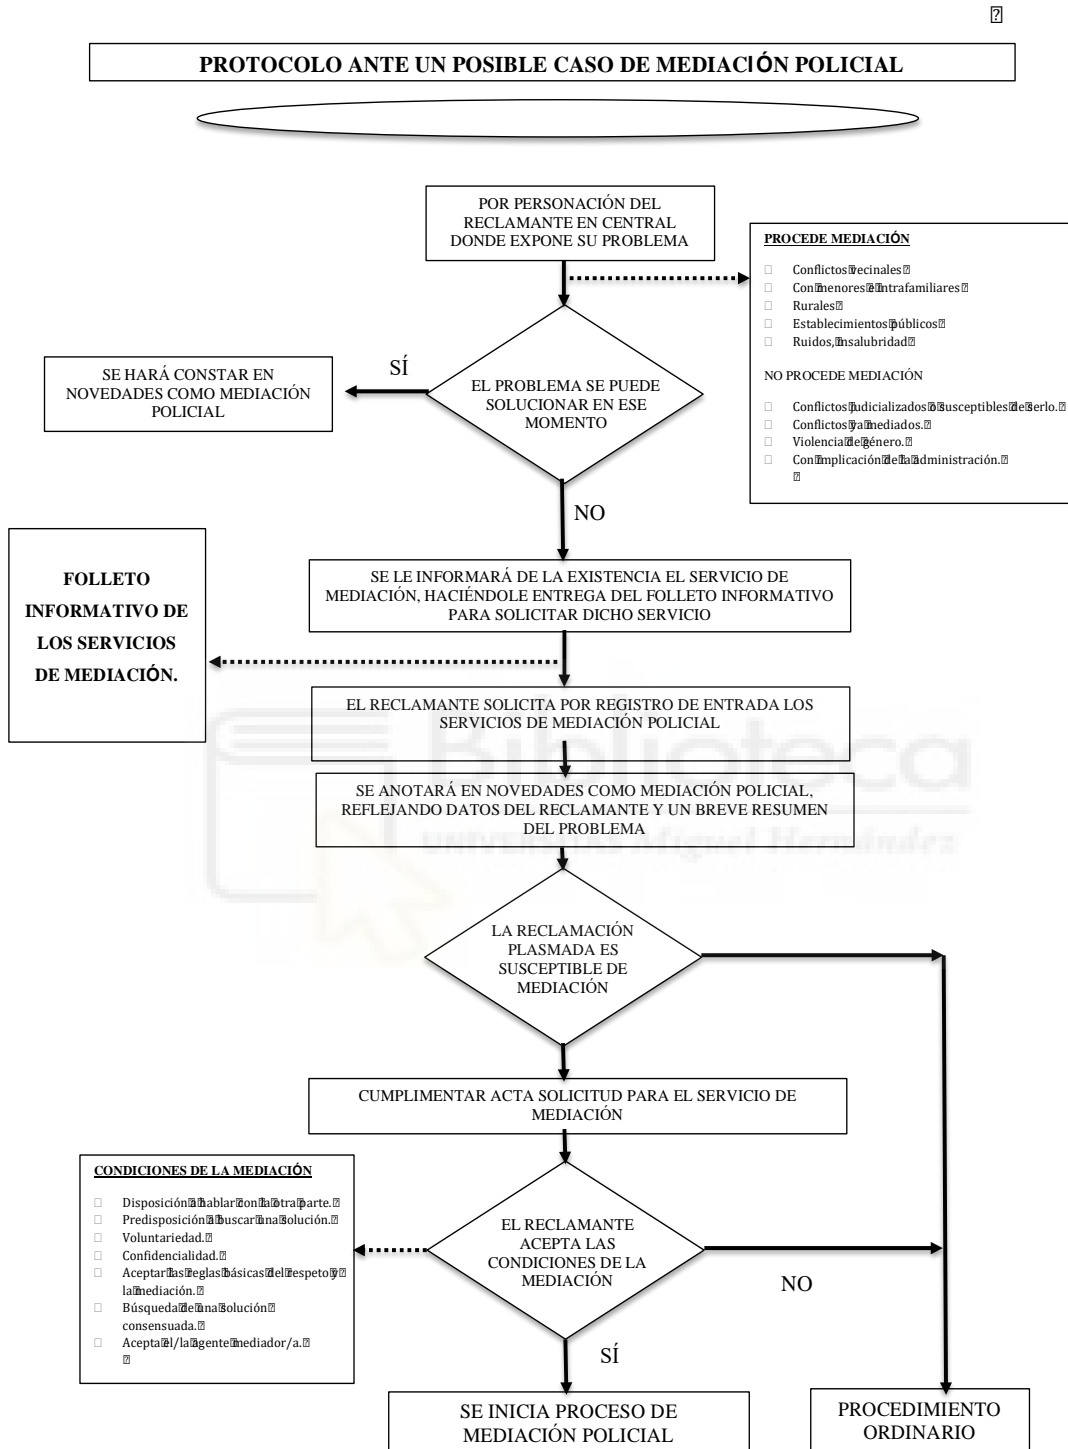 PROTOCOLO ANTE UN POSIBLE CASO DE MEDIACIÓN POLICIAL
POR PERSONACIÓN DEL
RECLAMANTE EN CENTRAL
DONDE EXPONE SU PROBLEMA
PROCEDE MEDIACIÓN
Conflictos vecinales
Con menores e intrafamiliares
Rurales
Establecimientos públicos
Ruidos, insalubridad
NO PROCEDE MEDIACIÓN
Conflictos judicializados o susceptibles de serlo.
Conflictos ya mediados.
Violencia de género.
Con implicación de la administración.
SÍ
EL PROBLEMA SE PUEDE
SOLUCIONAR EN ESE
MOMENTO
SE HARÁ CONSTAR EN
NOVEDADES COMO MEDIACIÓN
POLICIAL
NO
FOLLETO
INFORMATIVO DE
LOS SERVICIOS
DE MEDIACIÓN.
SE LE INFORMARÁ DE LA EXISTENCIA EL SERVICIO DE
MEDIACIÓN, HACIÉNDOLE ENTREGA DEL FOLLETO INFORMATIVO
PARA SOLICITAR DICHO SERVICIO
EL RECLAMANTE SOLICITA POR REGISTRO DE ENTRADA LOS
SERVICIOS DE MEDIACIÓN POLICIAL
Biblioteca
UNIVERSITAS Miguel Hernández
SE ANOTARÁ EN NOVEDADES COMO MEDIACIÓN POLICIAL,
REFLEJANDO DATOS DEL RECLAMANTE Y UN BREVE RESUMEN
DEL PROBLEMA
LA RECLAMACIÓN
PLASMADA ES
SUSCEPTIBLE DE
MEDIACIÓN
CUMPLIMENTAR ACTA SOLICITUD PARA EL SERVICIO DE
MEDIACIÓN
CONDICIONES DE LA MEDIACIÓN
Disposición a hablar con la otra parte.
Predisposición a buscar una solución.
Voluntariedad.
Confidencialidad.
Aceptar las reglas básicas del respeto y
la mediación.
Búsqueda de una solución
consensuada.
Acepta el/la agente mediador/a.
EL RECLAMANTE
ACEPTA LAS
CONDICIONES DE LA
MEDIACIÓN
NO
SÍ
SE INICIA PROCESO DE
MEDIACIÓN POLICIAL
PROCEDIMIENTO
ORDINARIO